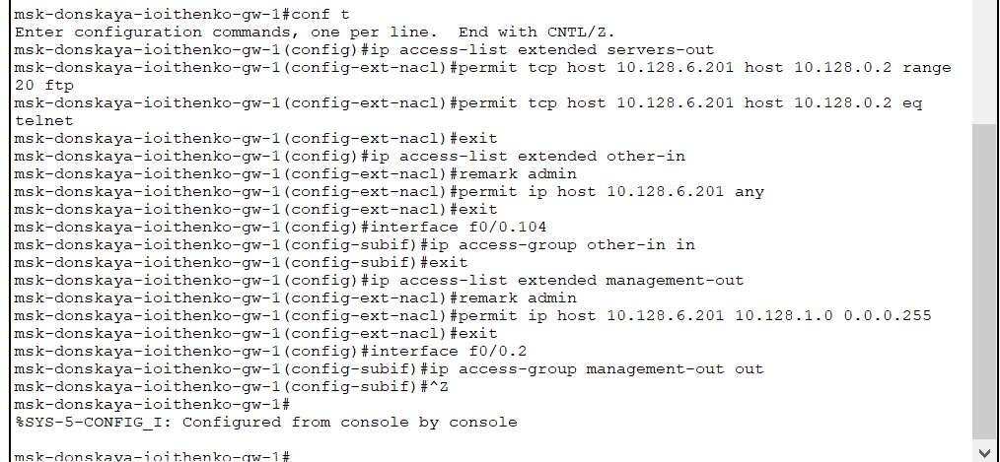 msk-donskaya-ioithenko-gw-1#conf t
Enter configuration commands, one per line.  End with CNTL/Z.
msk-donskaya-ioithenko-gw-1(config)#ip access-list extended servers-out
msk-donskaya-ioithenko-gw-1(config-ext-nacl)#permit tcp host 10.128.6.201 host 10.128.0.2 range
20 ftp
msk-donskaya-ioithenko-gw-1(config-ext-nacl)#permit tcp host 10.128.6.201 host 10.128.0.2 eq
telnet
msk-donskaya-ioithenko-gw-1(config-ext-nacl)#exit
msk-donskaya-ioithenko-gw-1(config)#ip access-list extended other-in
msk-donskaya-ioithenko-gw-1(config-ext-nacl)#remark admin
msk-donskaya-ioithenko-gw-1(config-ext-nacl)#permit ip host 10.128.6.201 any
msk-donskaya-ioithenko-gw-1(config-ext-nacl)#exit
msk-donskaya-ioithenko-gw-1(config)#interface f0/0.104
msk-donskaya-ioithenko-gw-1(config-subif)#ip access-group other-in in
msk-donskaya-ioithenko-gw-1(config-subif)#exit
msk-donskaya-ioithenko-gw-1(config)#ip access-list extended management-out
msk-donskaya-ioithenko-gw-1(config-ext-nacl)#remark admin
msk-donskaya-ioithenko-gw-1(config-ext-nacl)#permit ip host 10.128.6.201 10.128.1.0 0.0.0.255
msk-donskaya-ioithenko-gw-1(config-ext-nacl)#exit
msk-donskaya-ioithenko-gw-1(config)#interface f0/0.2
msk-donskaya-ioithenko-gw-1(config-subif)#ip access-group management-out out
msk-donskaya-ioithenko-gw-1(config-subif)#^Z
msk-donskaya-ioithenko-gw-1#
%SYS-5-CONFIG_I: Configured from console by console
msk-donskaya-ioithenko-gw-1#